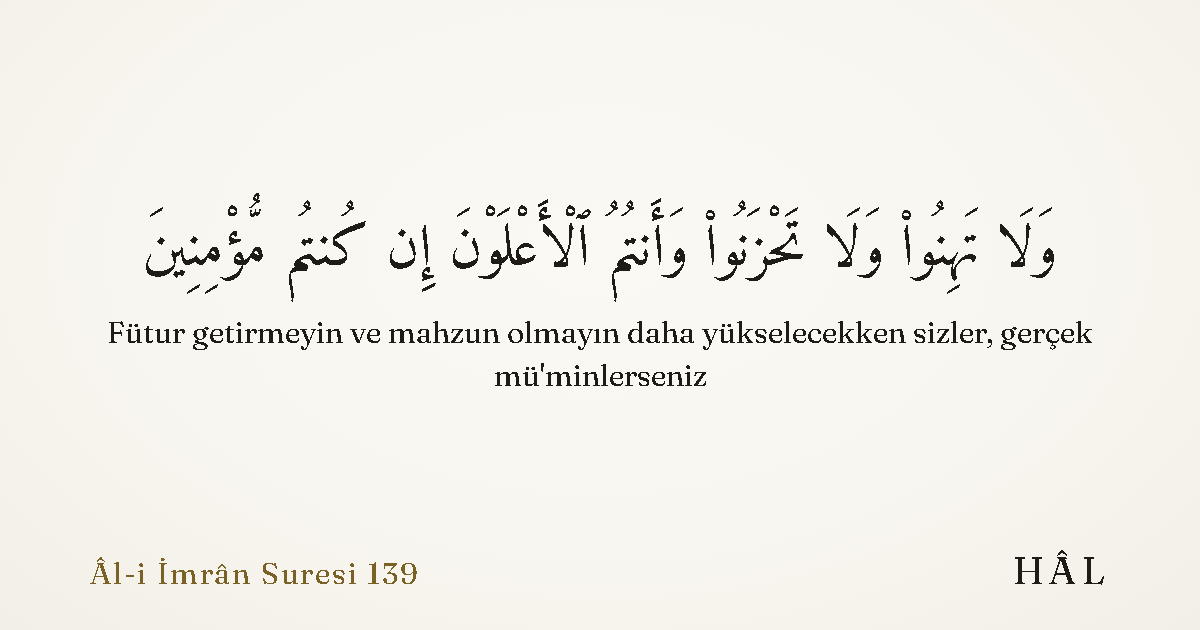 وَلَا تَهِنُوا۟ وَلَا تَحْزَنُوا۟ وَأَنتُمُ ٱلْأَعْلَوْنَ إِن كُنتُم مُّؤْمِنِينَ
Fütur getirmeyin ve mahzun olmayın daha yükselecekken sizler, gerçek
mü'minlerseniz
Âl-i İmrân Suresi 139
HÂL